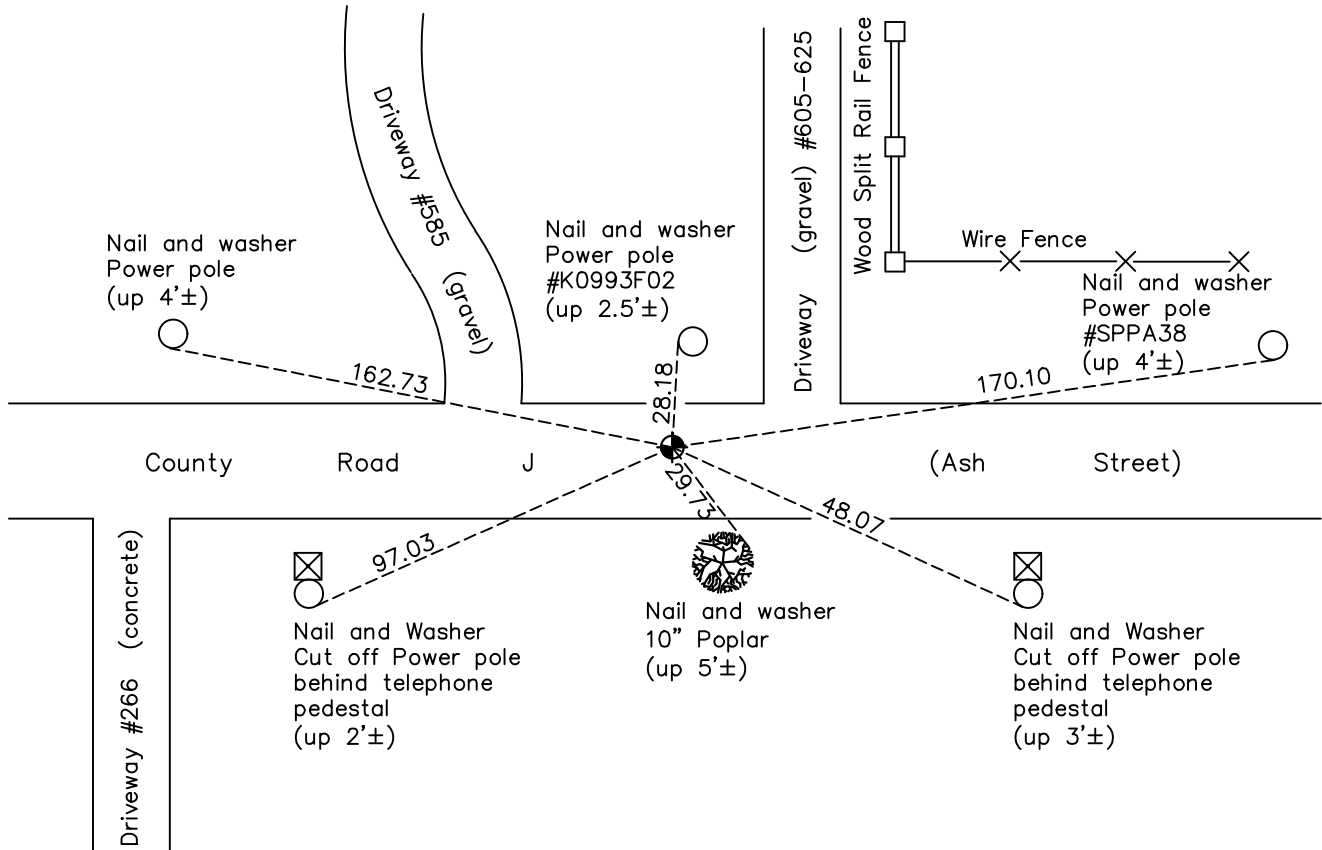 Driveway #585 (gravel)
Driveway (gravel) #605-625
Wood Split Rail Fence
Wire Fence
Nail and washer
Power pole
(up 4'±)
Nail and washer
Power pole
#K0993F02
(up 2.5'±)
Nail and washer
Power pole
#SPPA38
(up 4'±)
162.73
28.18
170.10
County Road J (Ash Street)
29.73
48.07
97.03
Driveway #266 (concrete)
Nail and Washer
Cut off Power pole
behind telephone
pedestal
(up 2'±)
Nail and washer
10" Poplar
(up 5'±)
Nail and Washer
Cut off Power pole
behind telephone
pedestal
(up 3'±)